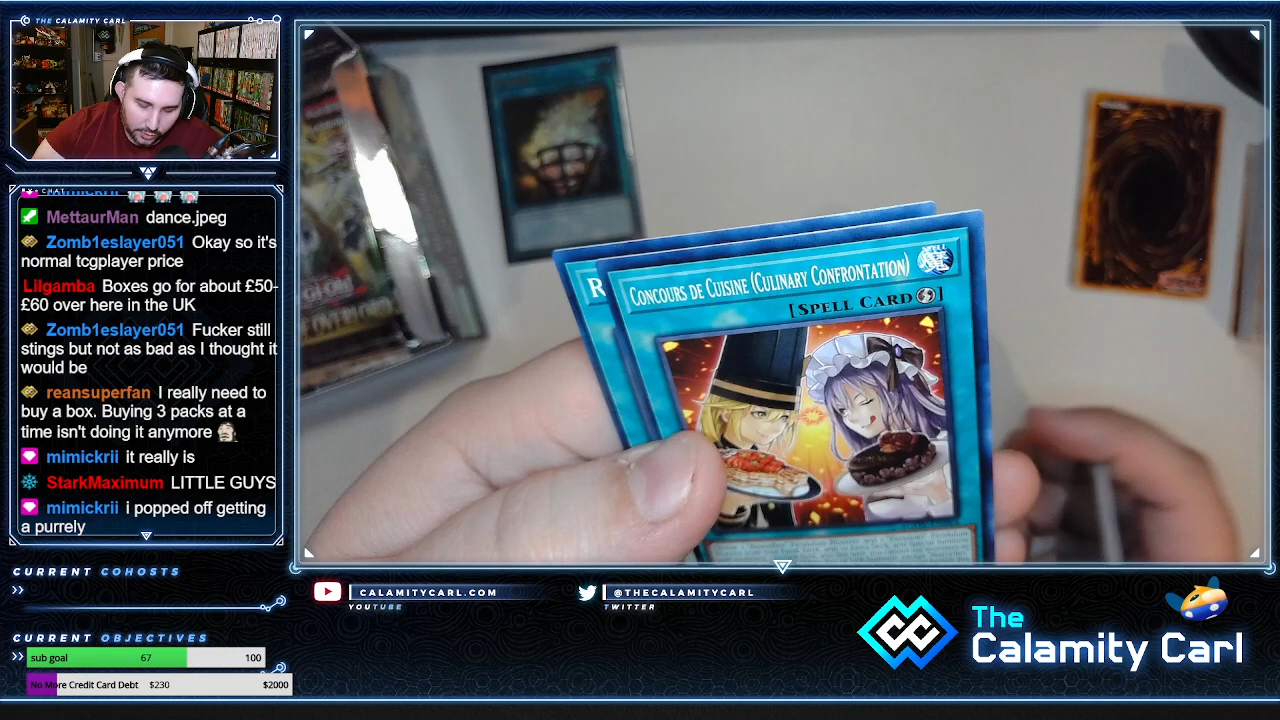 THE CALAMITY CARL
CHAT
mimickrii
MettaurMan dance.jpeg
Zomb1eslayer051 Okay so it's
normal tcgplayer price
Lilgamba Boxes go for about £50-
£60 over here in the UK
Zomb1eslayer051 Fucker still
stings but not as bad as I thought it
would be
reansuperfan I really need to
buy a box. Buying 3 packs at a
time isn't doing it anymore
mimickrii it really is
StarkMaximum LITTLE GUYS
mimickrii i popped off getting
a purrely
CURRENT COHOSTS
CURRENT OBJECTIVES
sub goal 67 100
No More Credit Card Debt $230 $2000
R
CONCOURS DE CUISINE (CULINARY CONFRONTATION)
SPELL
[SPELL CARD]
CALAMITYCARL.COM
YOUTUBE
@THECALAMITYCARL
TWITTER
The
Calamity Carl